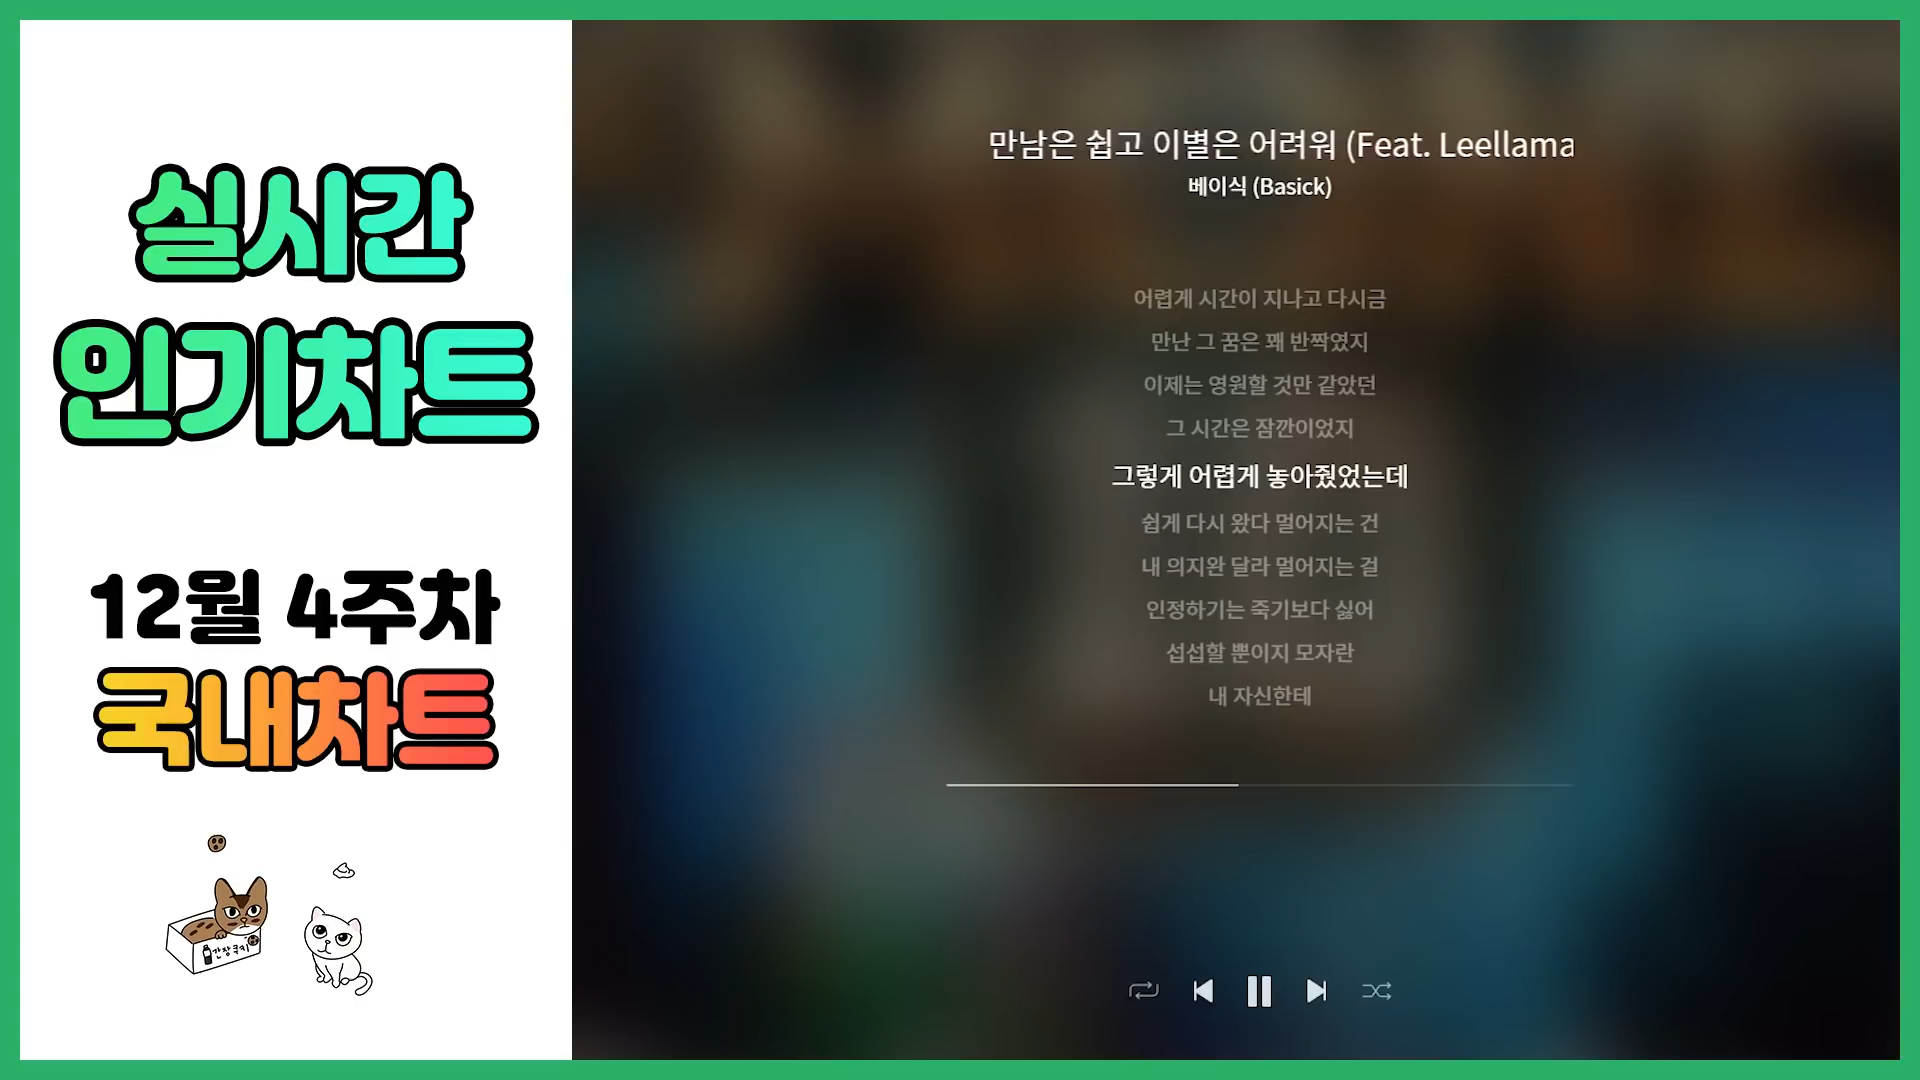 실시간
인기차트
12월 4주차
국내차트
간장쿡키
만남은 쉽고 이별은 어려워 (Feat. Leellama
베이식 (Basick)
어렵게 시간이 지나고 다시금
만난 그 꿈은 꽤 반짝였지
이제는 영원할 것만 같았던
그 시간은 잠깐이었지
그렇게 어렵게 놓아줬었는데
쉽게 다시 왔다 멀어지는 건
내 의지완 달라 멀어지는 걸
인정하기는 죽기보다 싫어
섭섭할 뿐이지 모자란
내 자신한테